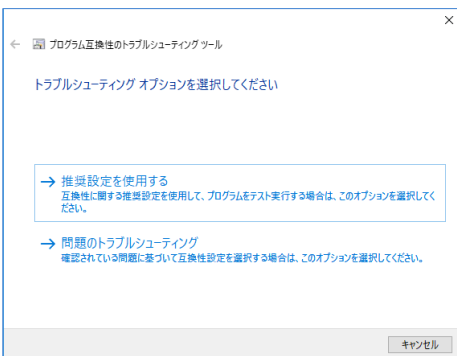 プログラム互換性のトラブルシューティング ツール
トラブルシューティング オプションを選択してください
推奨設定を使用する
互換性に関する推奨設定を使用して、プログラムをテスト実行する場合は、このオプションを選択してく
ださい。
問題のトラブルシューティング
確認されている問題に基づいて互換性設定を選択する場合は、このオプションを選択してください。
キャンセル